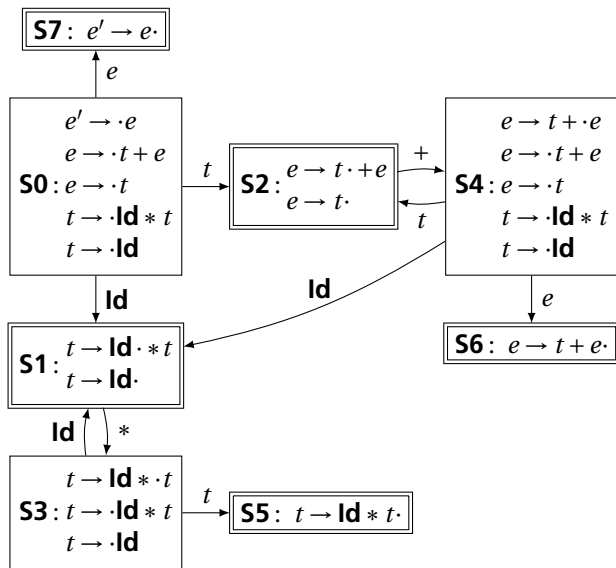 S7: e′ → e·
e
e′ → ·e
e → ·t + e
S0: e → ·t
t → ·Id ∗ t
t → ·Id
t
S2: e → t· + e
e → t·
+
t
e → t + ·e
e → ·t + e
S4: e → ·t
t → ·Id ∗ t
t → ·Id
Id
Id
e
S1: t → Id· ∗ t
t → Id·
S6: e → t + e·
Id
∗
t → Id ∗ ·t
S3: t → ·Id ∗ t
t → ·Id
t
S5: t → Id ∗ t·